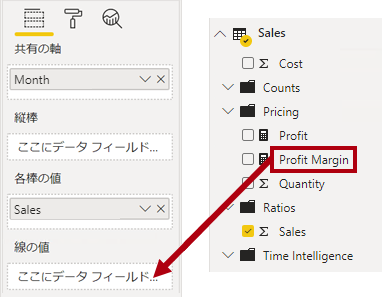 共有の軸
Month
縦棒
ここにデータ フィールド...
各棒の値
Sales
線の値
ここにデータ フィールド...
Sales
Cost
Counts
Pricing
Profit
Profit Margin
Quantity
Ratios
Sales
Time Intelligence